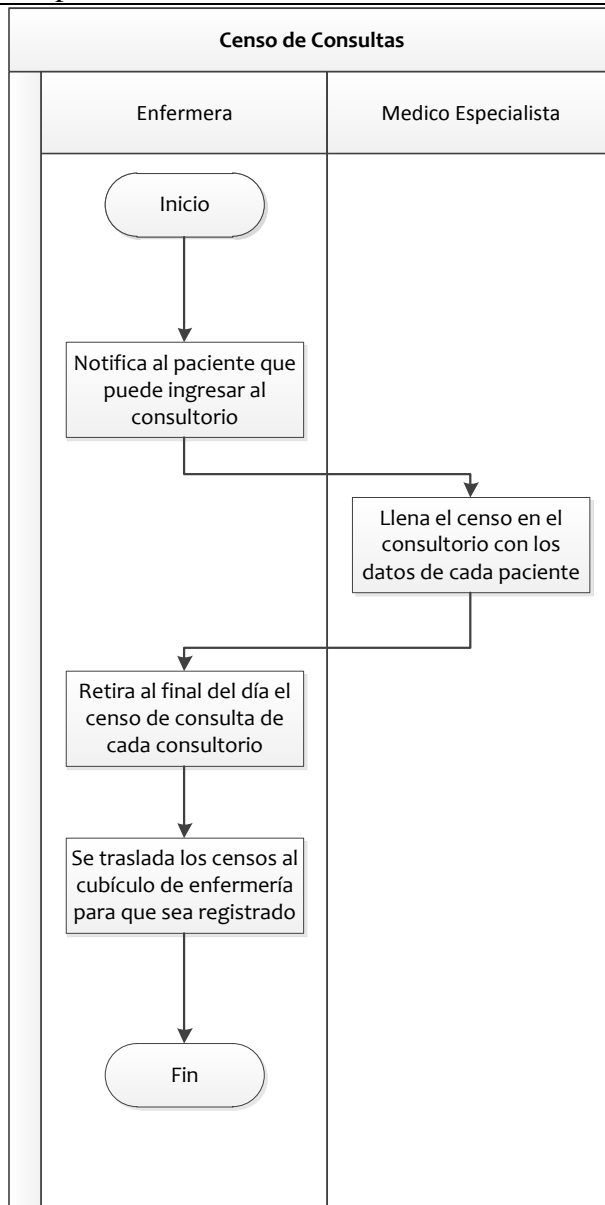 Censo de Consultas
Enfermera
Medico Especialista
Inicio
Notifica al paciente que
puede ingresar al
consultorio
Llena el censo en el
consultorio con los
datos de cada paciente
Retira al final del día el
censo de consulta de
cada consultorio
Se traslada los censos al
cubículo de enfermería
para que sea registrado
Fin